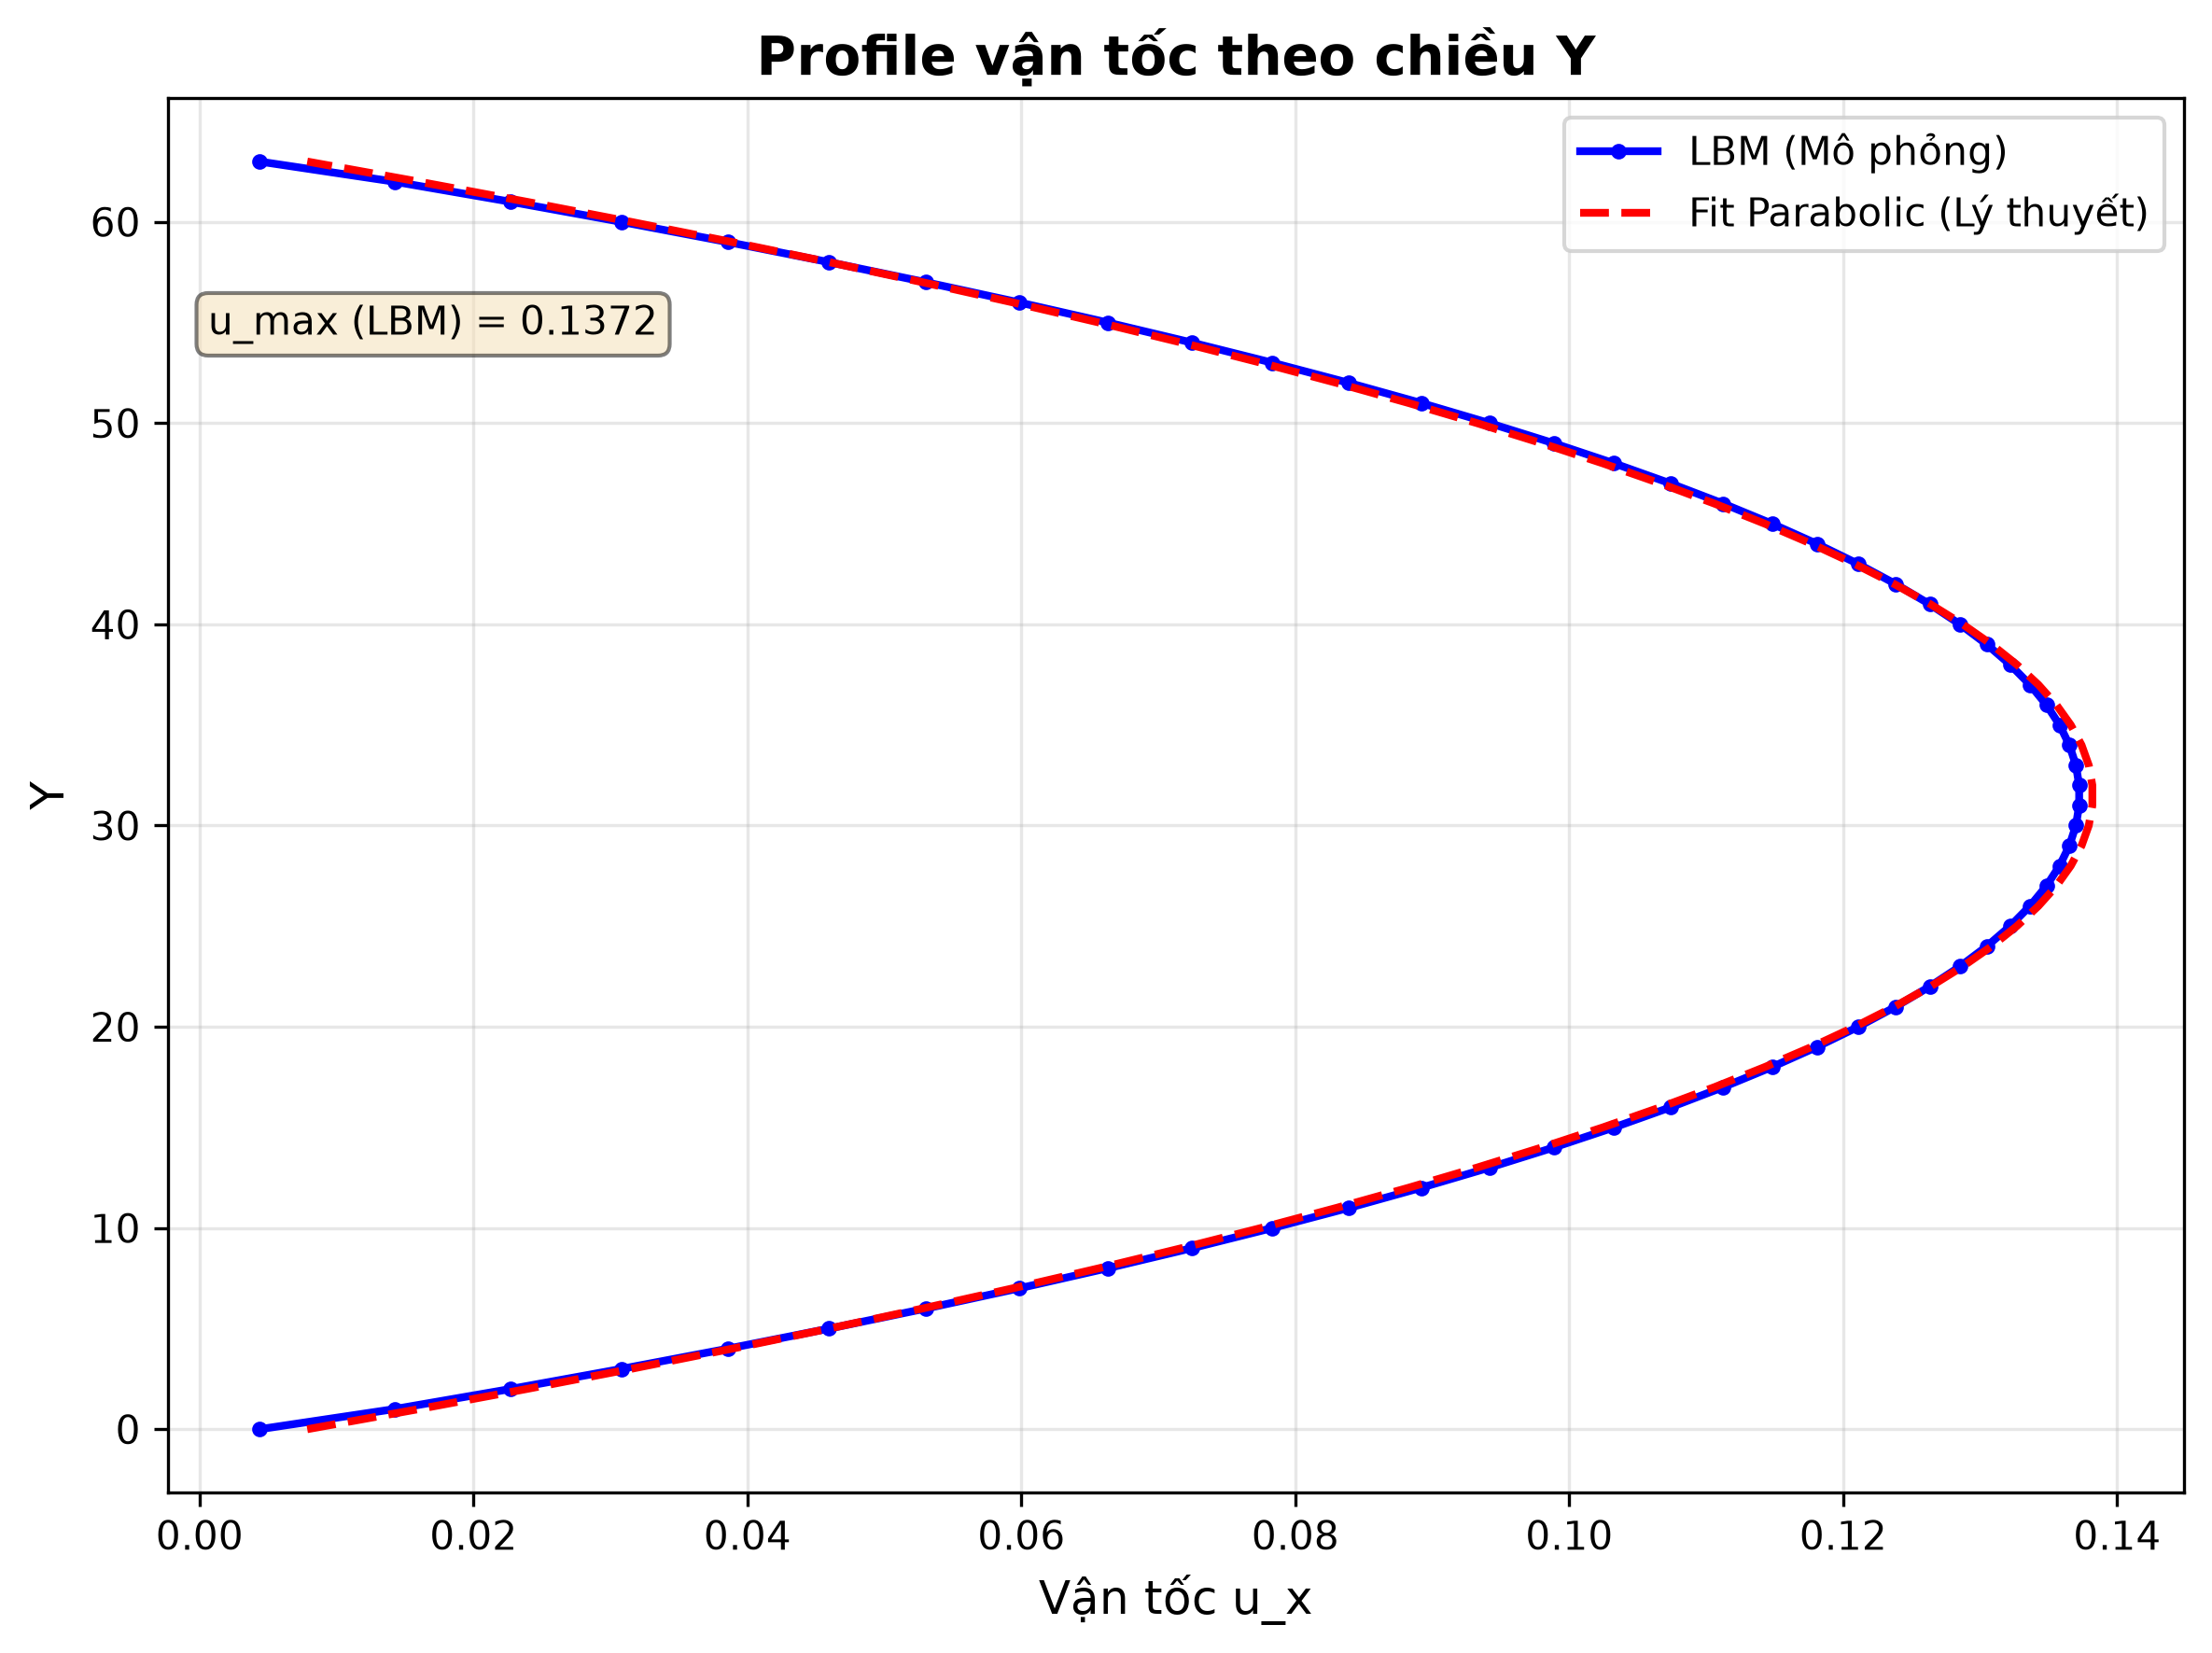 Profile vận tốc theo chiều Y
LBM (Mô phỏng)
Fit Parabolic (Lý thuyết)
u_max (LBM) = 0.1372
60
50
40
30
20
10
0
Y
0.00 0.02 0.04 0.06 0.08 0.10 0.12 0.14
Vận tốc u_x